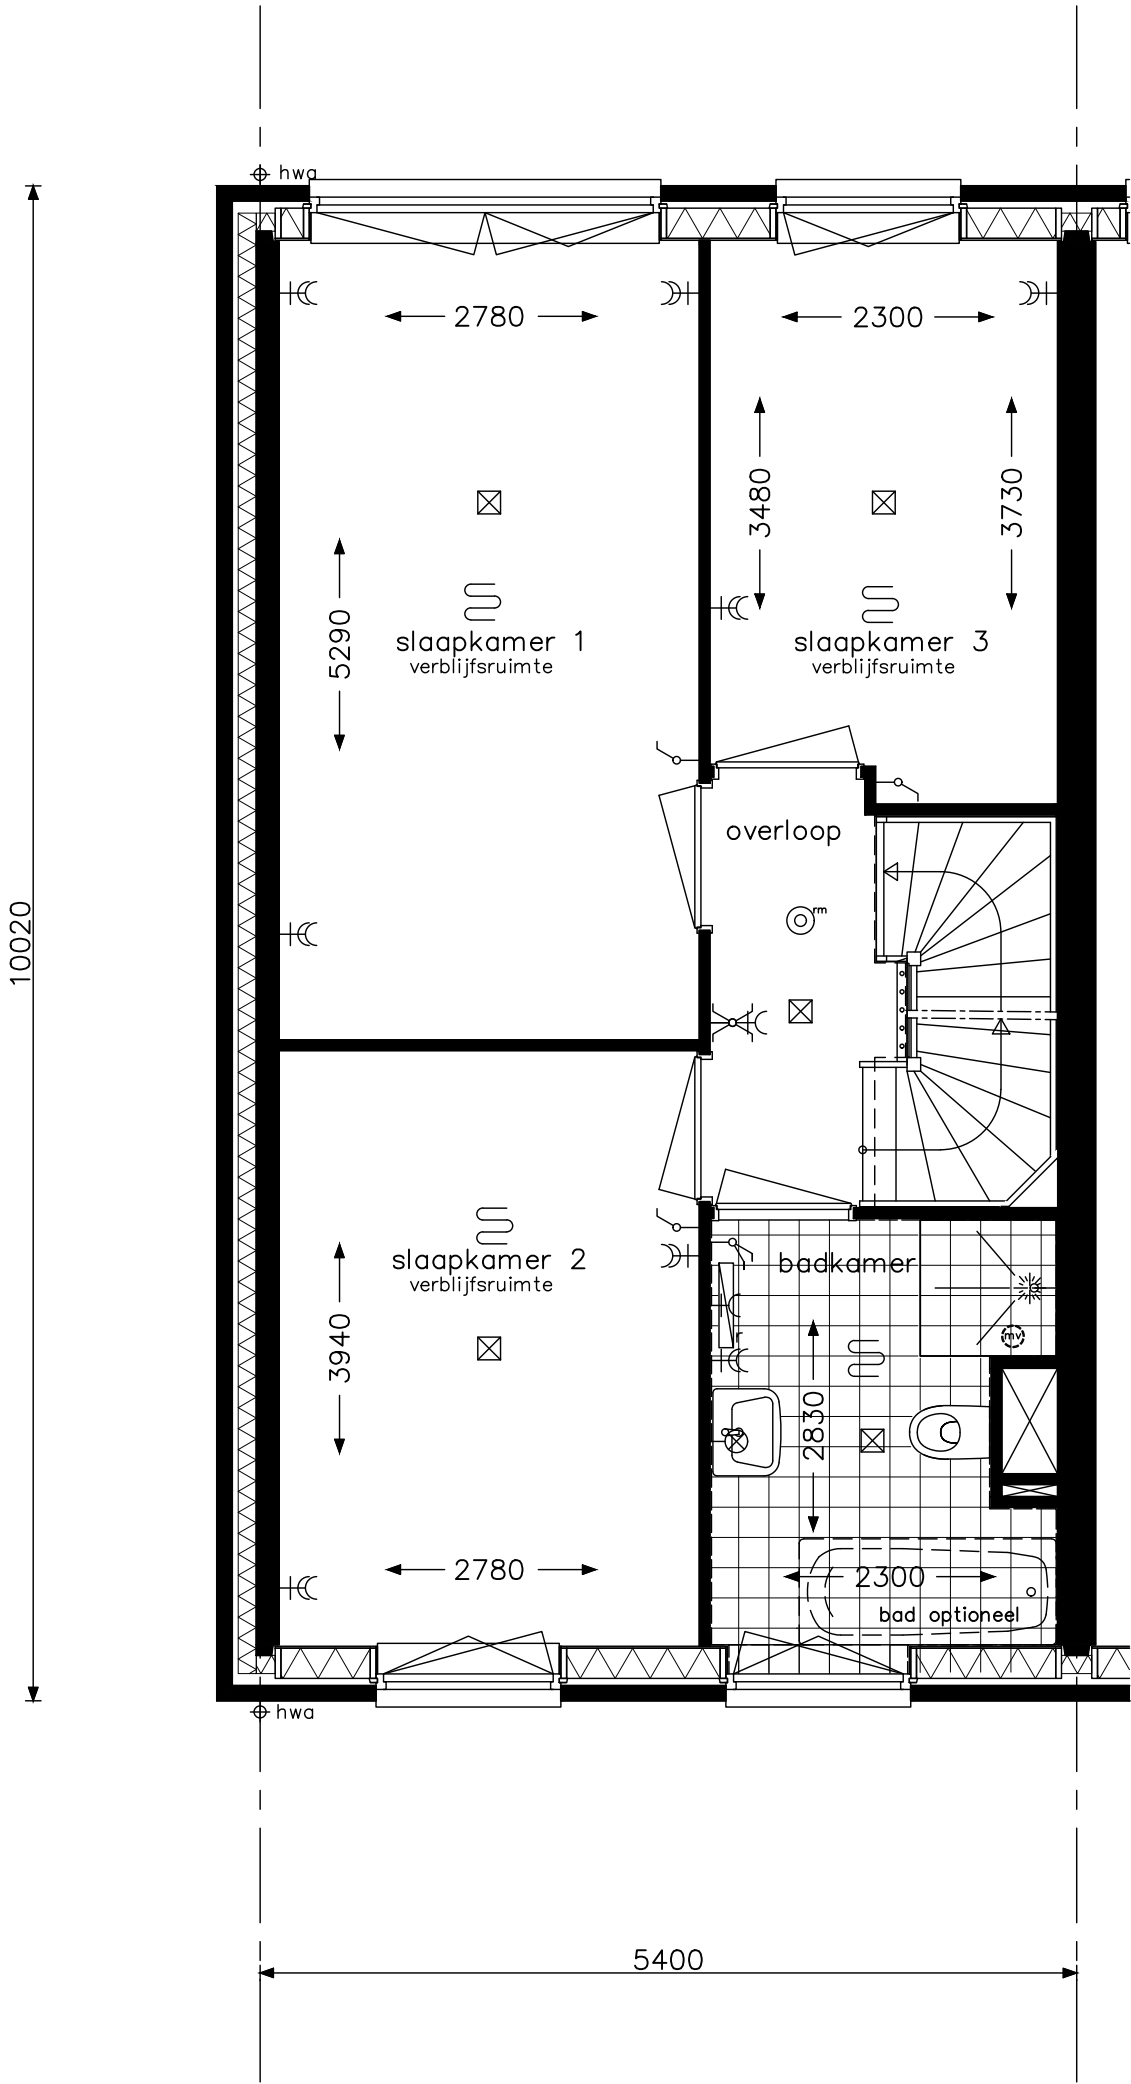 hwa
2780
2300
3480
3730
5290
slaapkamer 1
verblijfsruimte
slaapkamer 3
verblijfsruimte
overloop
rm
10020
slaapkamer 2
verblijfsruimte
badkamer
3940
mv
r
2830
2780
2300
bad optioneel
hwa
5400